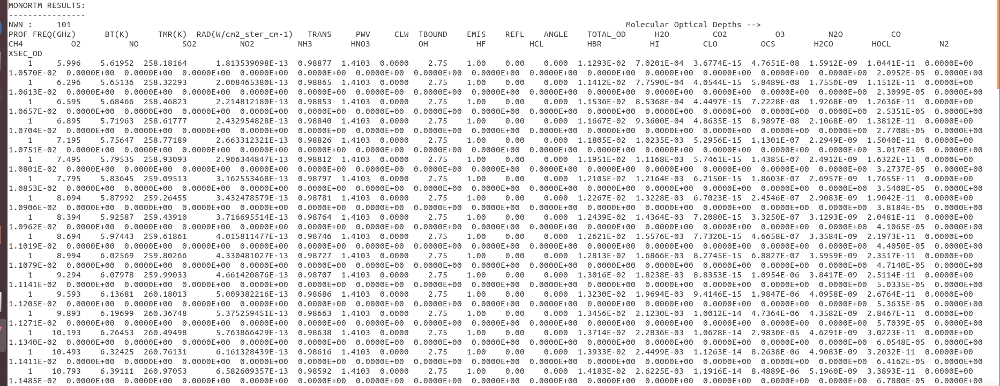 MONORTM RESULTS:
----------------
NWN : 101 Molecular Optical Depths -->
PROF FREQ(GHz) BT(K) TMR(K) RAD(W/cm2_ster_cm-1) TRANS PWV CLW TBOUND EMIS REFL ANGLE TOTAL_OD H2O CO2 O3 N2O CO
CH4 O2 NO SO2 NO2 NH3 HNO3 OH HF HCL HBR HI CLO OCS H2CO HOCL N2
XSEC_OD
1 5.996 5.61952 258.18164 1.813539098E-13 0.98877 1.4103 0.0000 2.75 1.00 0.00 0.000 1.1293E-02 7.0201E-04 3.6774E-15 4.7651E-08 1.5912E-09 1.0441E-11 0.0000E+00
1.0570E-02 0.0000E+00 0.0000E+00 0.0000E+00 0.0000E+00 0.0000E+00 0.0000E+00 0.0000E+00 0.0000E+00 0.0000E+00 0.0000E+00 0.0000E+00 0.0000E+00 0.0000E+00 0.0000E+00 2.0952E-05 0.0000E+00
1 6.296 5.65136 258.32293 2.008465380E-13 0.98865 1.4103 0.0000 2.75 1.00 0.00 0.000 1.1412E-02 7.7590E-04 4.0544E-15 5.8489E-08 1.7550E-09 1.1512E-11 0.0000E+00
1.0613E-02 0.0000E+00 0.0000E+00 0.0000E+00 0.0000E+00 0.0000E+00 0.0000E+00 0.0000E+00 0.0000E+00 0.0000E+00 0.0000E+00 0.0000E+00 0.0000E+00 0.0000E+00 0.0000E+00 2.3099E-05 0.0000E+00
1 6.595 5.68466 258.46823 2.214812180E-13 0.98853 1.4103 0.0000 2.75 1.00 0.00 0.000 1.1536E-02 8.5368E-04 4.4497E-15 7.2228E-08 1.9268E-09 1.2636E-11 0.0000E+00
1.0657E-02 0.0000E+00 0.0000E+00 0.0000E+00 0.0000E+00 0.0000E+00 0.0000E+00 0.0000E+00 0.0000E+00 0.0000E+00 0.0000E+00 0.0000E+00 0.0000E+00 0.0000E+00 0.0000E+00 2.5351E-05 0.0000E+00
1 6.895 5.71963 258.61777 2.432954828E-13 0.98840 1.4103 0.0000 2.75 1.00 0.00 0.000 1.1667E-02 9.3600E-04 4.8635E-15 8.9897E-08 2.1068E-09 1.3812E-11 0.0000E+00
1.0704E-02 0.0000E+00 0.0000E+00 0.0000E+00 0.0000E+00 0.0000E+00 0.0000E+00 0.0000E+00 0.0000E+00 0.0000E+00 0.0000E+00 0.0000E+00 0.0000E+00 0.0000E+00 0.0000E+00 2.7708E-05 0.0000E+00
1 7.195 5.75647 258.77189 2.663312321E-13 0.98826 1.4103 0.0000 2.75 1.00 0.00 0.000 1.1805E-02 1.0235E-03 5.2956E-15 1.1301E-07 2.2949E-09 1.5040E-11 0.0000E+00
1.0751E-02 0.0000E+00 0.0000E+00 0.0000E+00 0.0000E+00 0.0000E+00 0.0000E+00 0.0000E+00 0.0000E+00 0.0000E+00 0.0000E+00 0.0000E+00 0.0000E+00 0.0000E+00 0.0000E+00 3.0170E-05 0.0000E+00
1 7.495 5.79535 258.93093 2.906344847E-13 0.98812 1.4103 0.0000 2.75 1.00 0.00 0.000 1.1951E-02 1.1168E-03 5.7461E-15 1.4385E-07 2.4912E-09 1.6322E-11 0.0000E+00
1.0801E-02 0.0000E+00 0.0000E+00 0.0000E+00 0.0000E+00 0.0000E+00 0.0000E+00 0.0000E+00 0.0000E+00 0.0000E+00 0.0000E+00 0.0000E+00 0.0000E+00 0.0000E+00 0.0000E+00 3.2737E-05 0.0000E+00
1 7.795 5.83645 259.09513 3.162553468E-13 0.98797 1.4103 0.0000 2.75 1.00 0.00 0.000 1.2105E-02 1.2164E-03 6.2150E-15 1.8603E-07 2.6957E-09 1.7655E-11 0.0000E+00
1.0853E-02 0.0000E+00 0.0000E+00 0.0000E+00 0.0000E+00 0.0000E+00 0.0000E+00 0.0000E+00 0.0000E+00 0.0000E+00 0.0000E+00 0.0000E+00 0.0000E+00 0.0000E+00 0.0000E+00 3.5408E-05 0.0000E+00
1 8.094 5.87992 259.26455 3.432478579E-13 0.98781 1.4103 0.0000 2.75 1.00 0.00 0.000 1.2267E-02 1.3228E-03 6.7023E-15 2.4546E-07 2.9083E-09 1.9042E-11 0.0000E+00
1.0906E-02 0.0000E+00 0.0000E+00 0.0000E+00 0.0000E+00 0.0000E+00 0.0000E+00 0.0000E+00 0.0000E+00 0.0000E+00 0.0000E+00 0.0000E+00 0.0000E+00 0.0000E+00 0.0000E+00 3.8184E-05 0.0000E+00
1 8.394 5.92587 259.43910 3.716695514E-13 0.98764 1.4103 0.0000 2.75 1.00 0.00 0.000 1.2439E-02 1.4364E-03 7.2080E-15 3.3250E-07 3.1293E-09 2.0481E-11 0.0000E+00
1.0962E-02 0.0000E+00 0.0000E+00 0.0000E+00 0.0000E+00 0.0000E+00 0.0000E+00 0.0000E+00 0.0000E+00 0.0000E+00 0.0000E+00 0.0000E+00 0.0000E+00 0.0000E+00 0.0000E+00 4.1065E-05 0.0000E+00
1 8.694 5.97443 259.61861 4.015811477E-13 0.98746 1.4103 0.0000 2.75 1.00 0.00 0.000 1.2621E-02 1.5576E-03 7.7320E-15 4.6658E-07 3.3584E-09 2.1973E-11 0.0000E+00
1.1019E-02 0.0000E+00 0.0000E+00 0.0000E+00 0.0000E+00 0.0000E+00 0.0000E+00 0.0000E+00 0.0000E+00 0.0000E+00 0.0000E+00 0.0000E+00 0.0000E+00 0.0000E+00 0.0000E+00 4.4050E-05 0.0000E+00
1 8.994 6.02569 259.80266 4.330481027E-13 0.98727 1.4103 0.0000 2.75 1.00 0.00 0.000 1.2813E-02 1.6866E-03 8.2745E-15 6.8827E-07 3.5959E-09 2.3517E-11 0.0000E+00
1.1079E-02 0.0000E+00 0.0000E+00 0.0000E+00 0.0000E+00 0.0000E+00 0.0000E+00 0.0000E+00 0.0000E+00 0.0000E+00 0.0000E+00 0.0000E+00 0.0000E+00 0.0000E+00 0.0000E+00 4.7140E-05 0.0000E+00
1 9.294 6.07978 259.99033 4.661420876E-13 0.98707 1.4103 0.0000 2.75 1.00 0.00 0.000 1.3016E-02 1.8238E-03 8.8353E-15 1.0954E-06 3.8417E-09 2.5114E-11 0.0000E+00
1.1141E-02 0.0000E+00 0.0000E+00 0.0000E+00 0.0000E+00 0.0000E+00 0.0000E+00 0.0000E+00 0.0000E+00 0.0000E+00 0.0000E+00 0.0000E+00 0.0000E+00 0.0000E+00 0.0000E+00 5.0335E-05 0.0000E+00
1 9.593 6.13681 260.18013 5.009382216E-13 0.98686 1.4103 0.0000 2.75 1.00 0.00 0.000 1.3230E-02 1.9694E-03 9.4146E-15 1.9847E-06 4.0958E-09 2.6764E-11 0.0000E+00
1.1205E-02 0.0000E+00 0.0000E+00 0.0000E+00 0.0000E+00 0.0000E+00 0.0000E+00 0.0000E+00 0.0000E+00 0.0000E+00 0.0000E+00 0.0000E+00 0.0000E+00 0.0000E+00 0.0000E+00 5.3635E-05 0.0000E+00
1 9.893 6.19699 260.36748 5.375259451E-13 0.98663 1.4103 0.0000 2.75 1.00 0.00 0.000 1.3456E-02 2.1230E-03 1.0012E-14 4.7364E-06 4.3582E-09 2.8467E-11 0.0000E+00
1.1271E-02 0.0000E+00 0.0000E+00 0.0000E+00 0.0000E+00 0.0000E+00 0.0000E+00 0.0000E+00 0.0000E+00 0.0000E+00 0.0000E+00 0.0000E+00 0.0000E+00 0.0000E+00 0.0000E+00 5.7039E-05 0.0000E+00
1 10.193 6.26453 260.49498 5.763866429E-13 0.98638 1.4103 0.0000 2.75 1.00 0.00 0.000 1.3714E-02 2.2836E-03 1.0628E-14 2.9830E-05 4.6291E-09 3.0223E-11 0.0000E+00
1.1340E-02 0.0000E+00 0.0000E+00 0.0000E+00 0.0000E+00 0.0000E+00 0.0000E+00 0.0000E+00 0.0000E+00 0.0000E+00 0.0000E+00 0.0000E+00 0.0000E+00 0.0000E+00 0.0000E+00 6.0548E-05 0.0000E+00
1 10.493 6.32425 260.76131 6.161328439E-13 0.98616 1.4103 0.0000 2.75 1.00 0.00 0.000 1.3933E-02 2.4499E-03 1.1263E-14 8.2638E-06 4.9083E-09 3.2032E-11 0.0000E+00
1.1411E-02 0.0000E+00 0.0000E+00 0.0000E+00 0.0000E+00 0.0000E+00 0.0000E+00 0.0000E+00 0.0000E+00 0.0000E+00 0.0000E+00 0.0000E+00 0.0000E+00 0.0000E+00 0.0000E+00 6.4162E-05 0.0000E+00
1 10.793 6.39111 260.97053 6.582609357E-13 0.98592 1.4103 0.0000 2.75 1.00 0.00 0.000 1.4183E-02 2.6225E-03 1.1916E-14 8.4889E-06 5.1960E-09 3.3893E-11 0.0000E+00
1.1485E-02 0.0000E+00 0.0000E+00 0.0000E+00 0.0000E+00 0.0000E+00 0.0000E+00 0.0000E+00 0.0000E+00 0.0000E+00 0.0000E+00 0.0000E+00 0.0000E+00 0.0000E+00 0.0000E+00 6.7880E-05 0.0000E+00